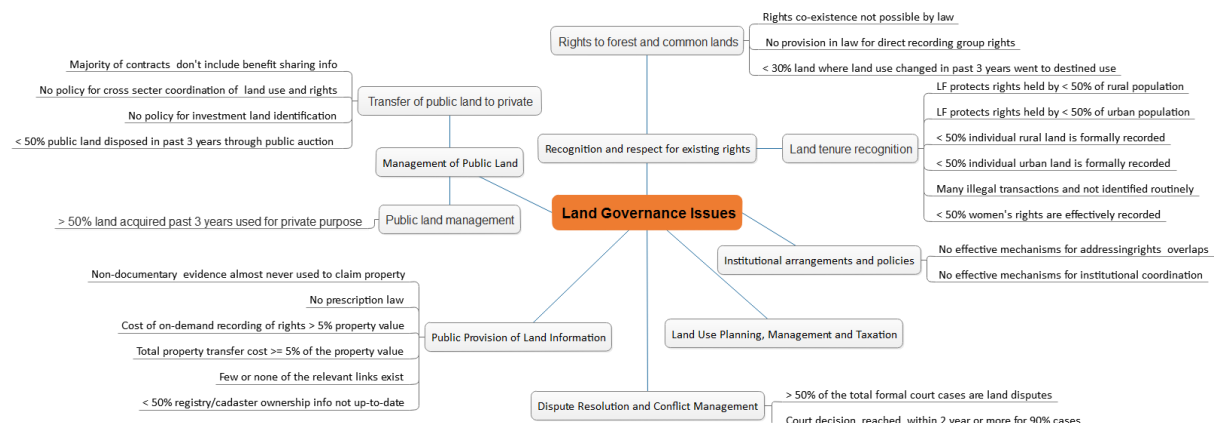 Rights to forest and common lands
Rights co-existence not possible by law
No provision in law for direct recording group rights
< 30% land where land use changed in past 3 years went to destined use
Majority of contracts don't include benefit sharing info
No policy for cross secter coordination of land use and rights
No policy for investment land identification
< 50% public land disposed in past 3 years through public auction
Transfer of public land to private
Management of Public Land
Public land management
> 50% land acquired past 3 years used for private purpose
Recognition and respect for existing rights
Land tenure recognition
LF protects rights held by < 50% of rural population
LF protects rights held by < 50% of urban population
< 50% individual rural land is formally recorded
< 50% individual urban land is formally recorded
Many illegal transactions and not identified routinely
< 50% women's rights are effectively recorded
Land Governance Issues
Institutional arrangements and policies
No effective mechanisms for addressingrights overlaps
No effective mechanisms for institutional coordination
Non-documentary evidence almost never used to claim property
No prescription law
Cost of on-demand recording of rights > 5% property value
Total property transfer cost >= 5% of the property value
Few or none of the relevant links exist
< 50% registry/cadaster ownership info not up-to-date
Public Provision of Land Information
Land Use Planning, Management and Taxation
Dispute Resolution and Conflict Management
> 50% of the total formal court cases are land disputes
Court decision reached within 2 year or more for 90% cases